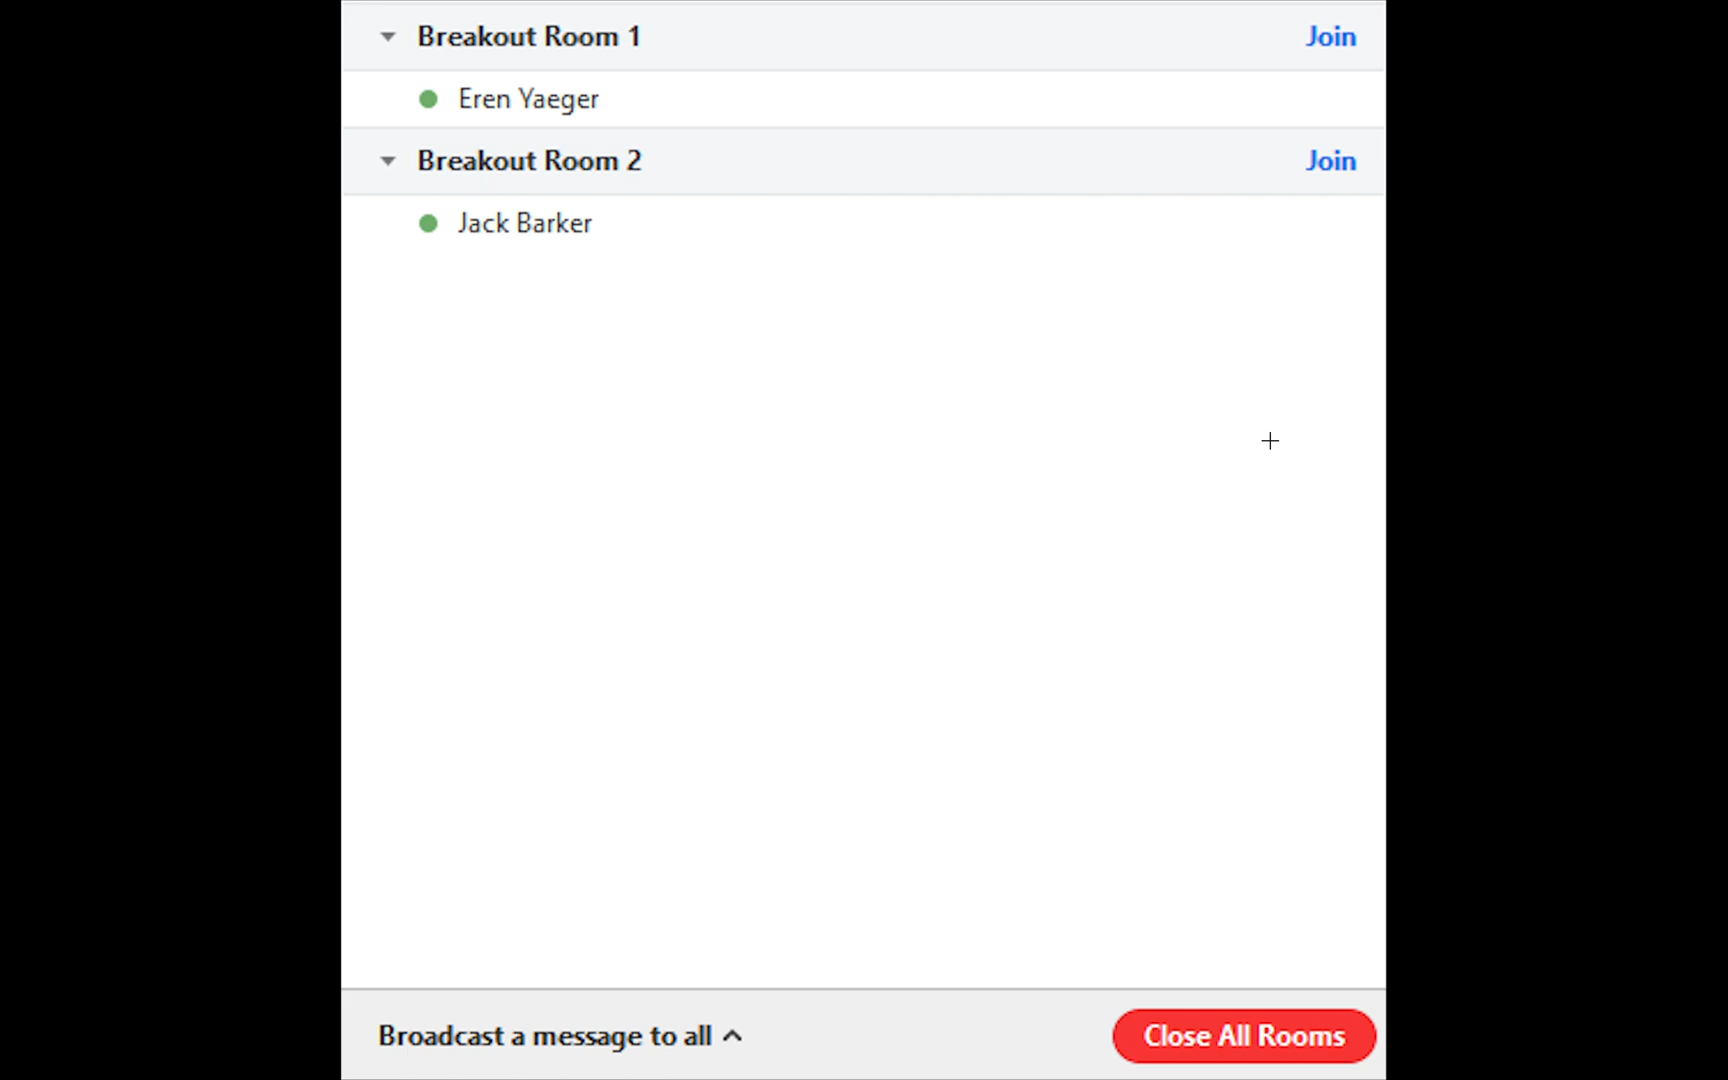 Breakout Room 1 Join
Eren Yaeger
Breakout Room 2 Join
Jack Barker
Broadcast a message to all Close All Rooms